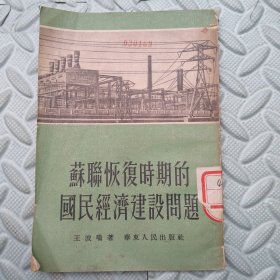 蘇聯恢復時期的
國民經濟建設問題
王波鳴著 華東人民出版社